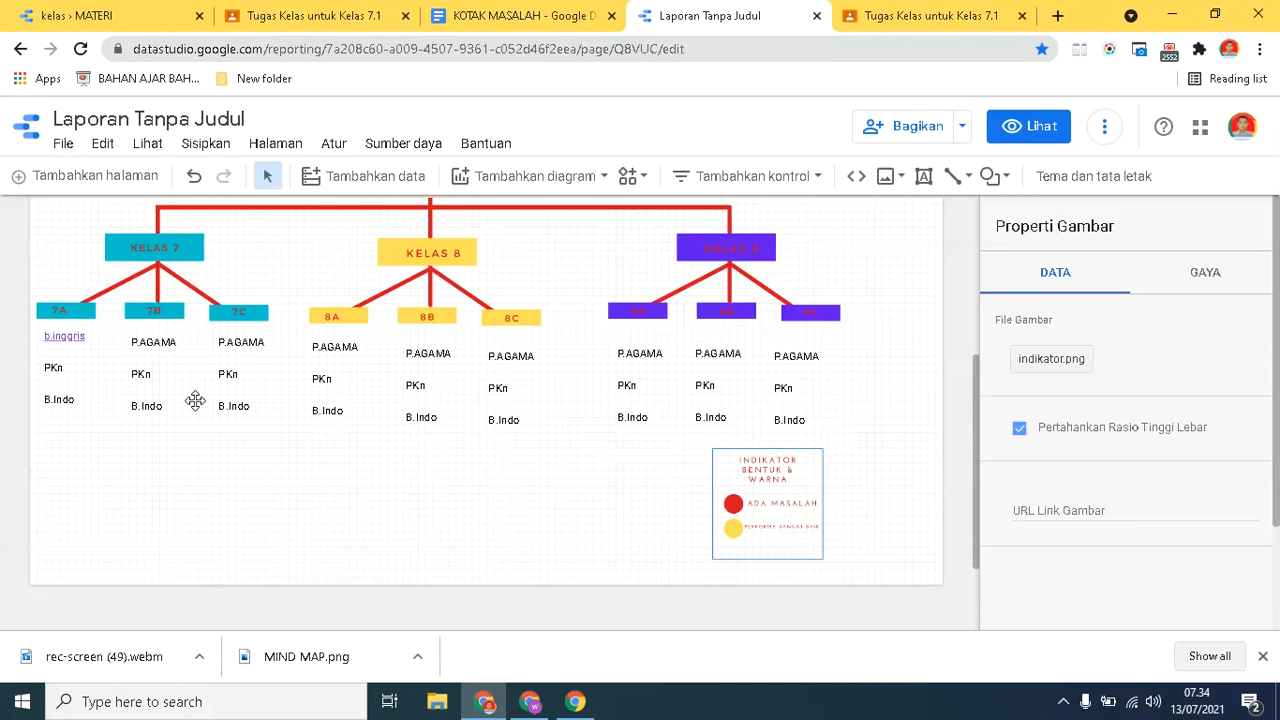 kelas › MATERI
Tugas Kelas untuk Kelas 7.1
KOTAK MASALAH - Google D
Laporan Tanpa Judul
Tugas Kelas untuk Kelas 7.1
datastudio.google.com/reporting/7a208c60-a009-4507-9361-c052d46f2eea/page/Q8VUC/edit
2552
Apps
BAHAN AJAR BAH...
New folder
Reading list
Laporan Tanpa Judul
File Edit Lihat Sisipkan Halaman Atur Sumber daya Bantuan
Bagikan
Lihat
Tambahkan halaman
Tambahkan data
Tambahkan diagram
Tambahkan kontrol
Tema dan tata letak
KELAS 7
KELAS 8
KELAS
7A 7B 7C
8A 8B 8C
b.inggris
PKn
B.Indo
P.AGAMA
PKn
B.Indo
P.AGAMA
PKn
B.Indo
P.AGAMA
PKn
B.Indo
P.AGAMA
PKn
B.Indo
P.AGAMA
PKn
B.Indo
P.AGAMA
PKn
B.Indo
P.AGAMA
PKn
B.Indo
P.AGAMA
PKn
B.Indo
INDIKATOR
BENTUK &
WARNA
ADA MASALAH
PERFORMA SANGAT BAIK
Properti Gambar
DATA
GAYA
File Gambar
indikator.png
Pertahankan Rasio Tinggi Lebar
URL Link Gambar
rec-screen (49).webm
MIND MAP.png
Show all
Type here to search
07.34
13/07/2021
2